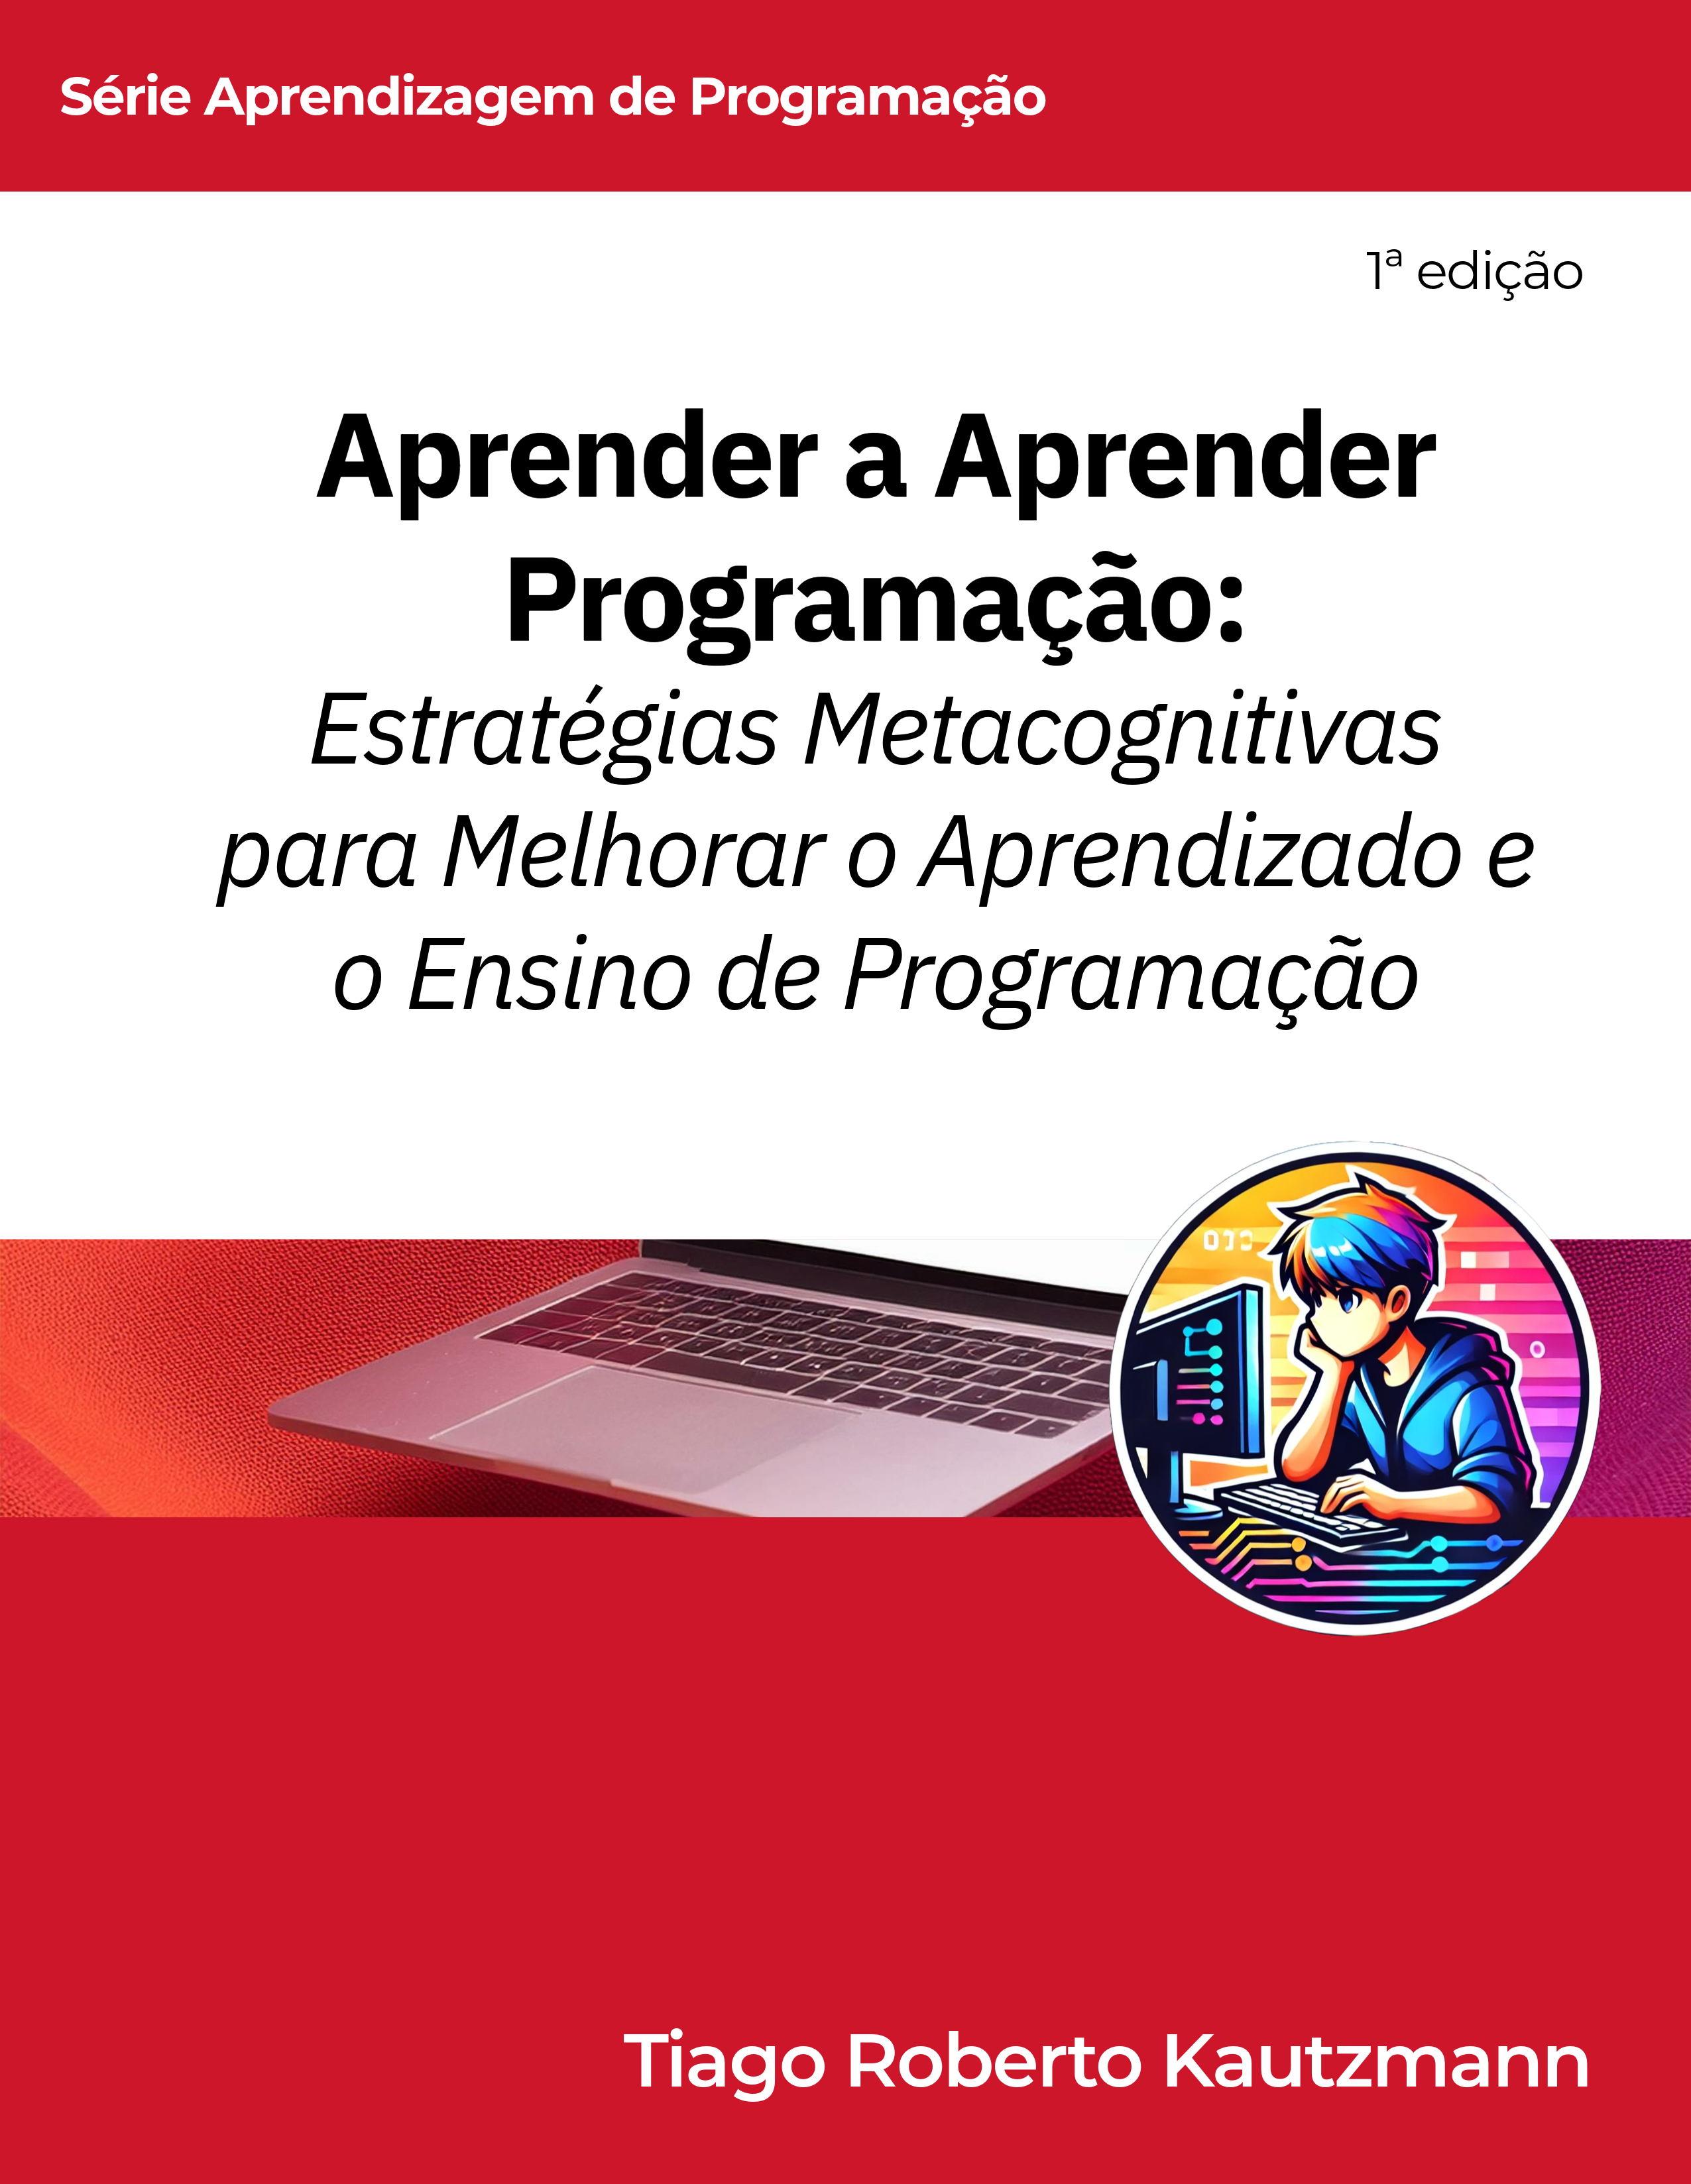 Série Aprendizagem de Programação
1ª edição
Aprender a Aprender
Programação:
Estratégias Metacognitivas
para Melhorar o Aprendizado e
o Ensino de Programação
Tiago Roberto Kautzmann